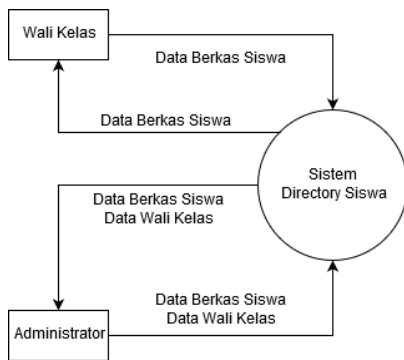 Wali Kelas
Data Berkas Siswa
Data Berkas Siswa
Sistem
Directory Siswa
Data Berkas Siswa
Data Wali Kelas
Data Berkas Siswa
Data Wali Kelas
Administrator